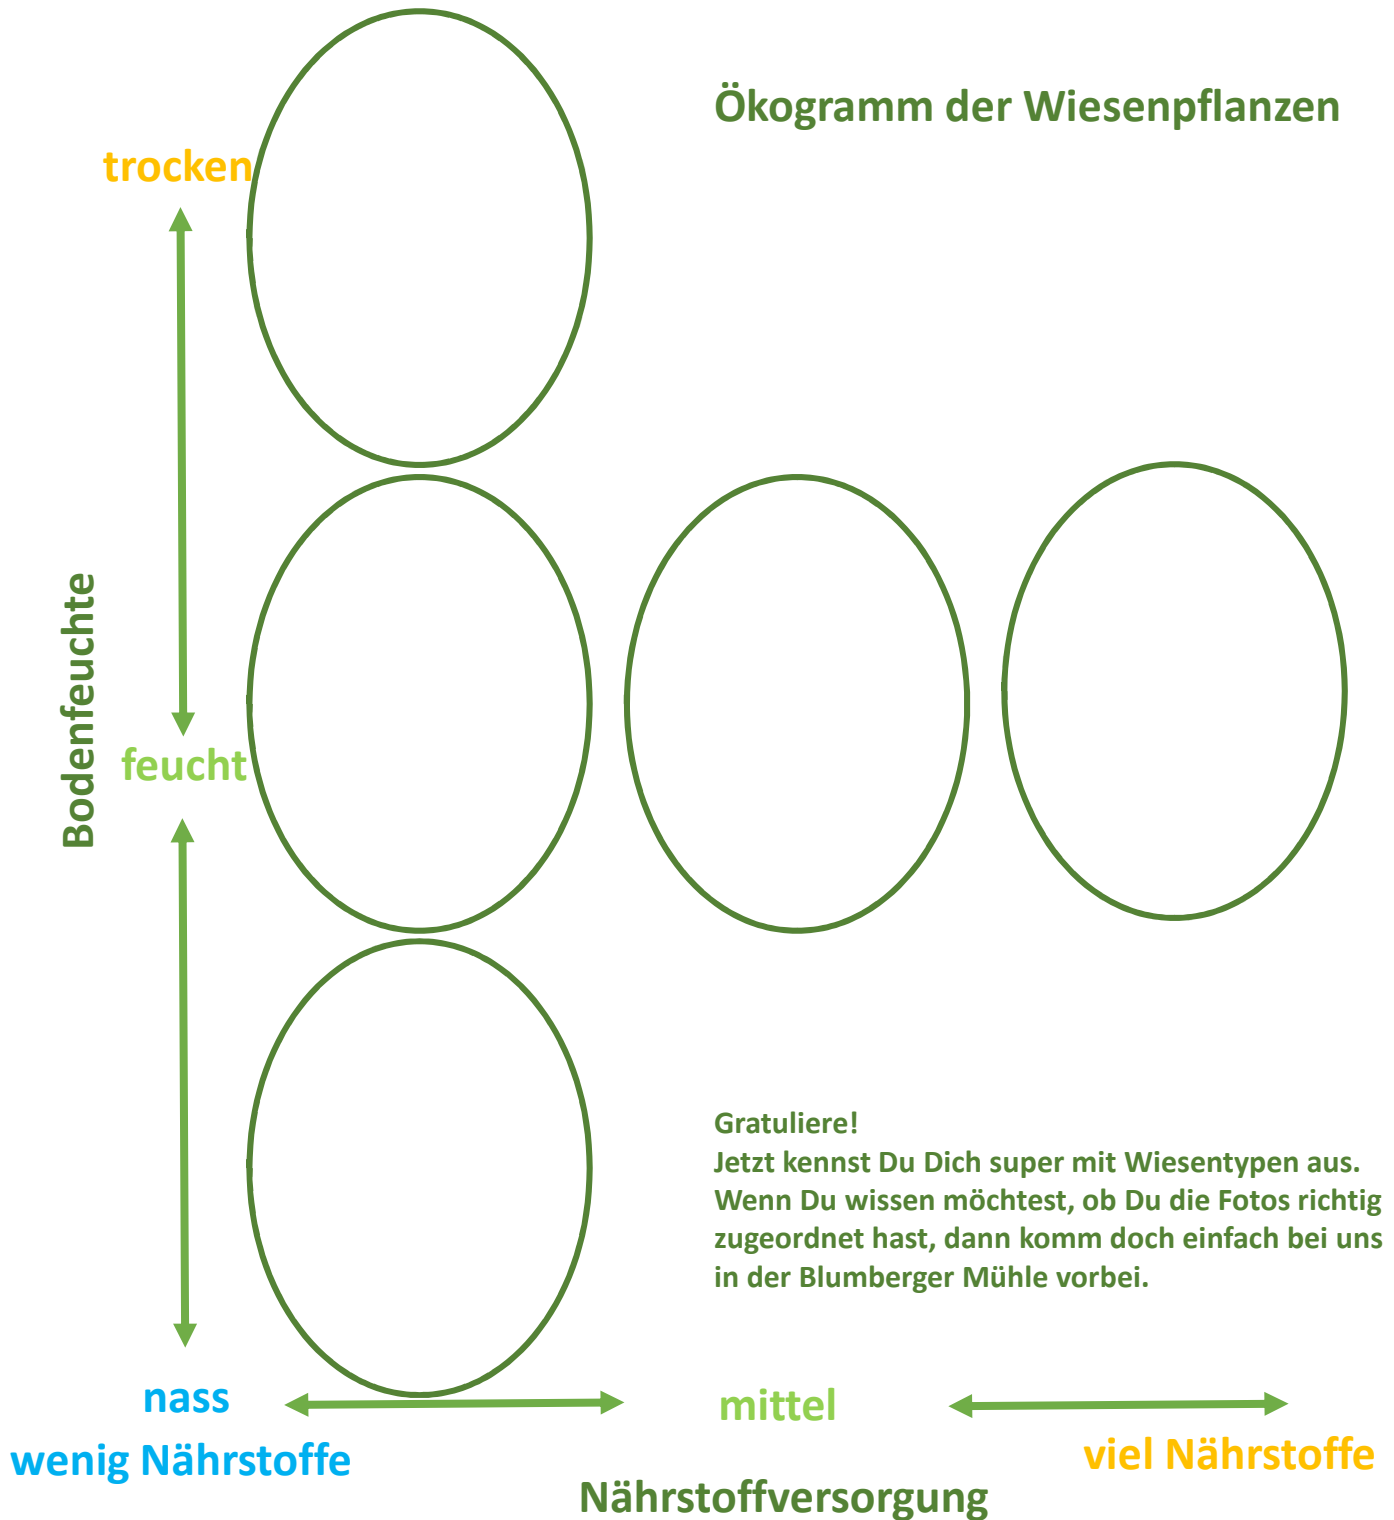 Ökogramm der Wiesenpflanzen
trocken
Bodenfeuchte
feucht
Gratuliere!
Jetzt kennst Du Dich super mit Wiesentypen aus.
Wenn Du wissen möchtest, ob Du die Fotos richtig
zugeordnet hast, dann komm doch einfach bei uns
in der Blumberger Mühle vorbei.
nass
mittel
wenig Nährstoffe
viel Nährstoffe
Nährstoffversorgung